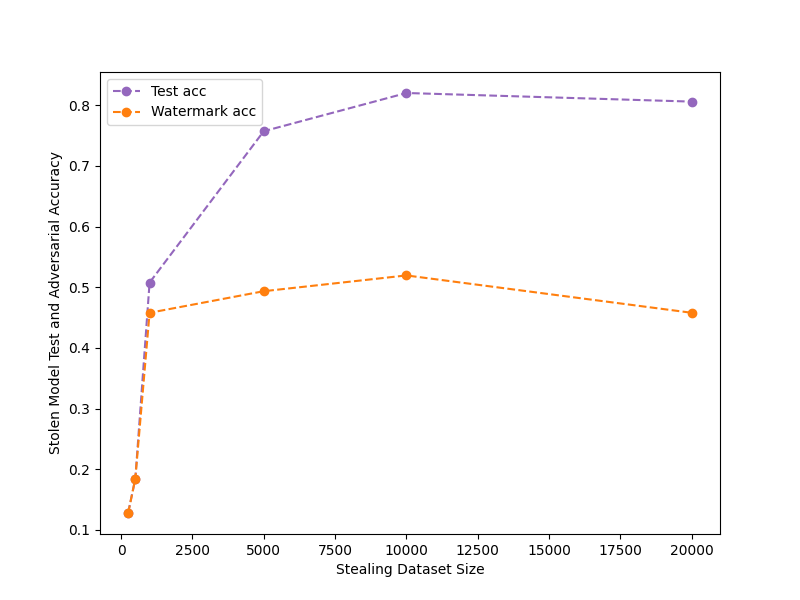 Test acc
Watermark acc
Stolen Model Test and Adversarial Accuracy
0.8
0.7
0.6
0.5
0.4
0.3
0.2
0.1
0 2500 5000 7500 10000 12500 15000 17500 20000
Stealing Dataset Size